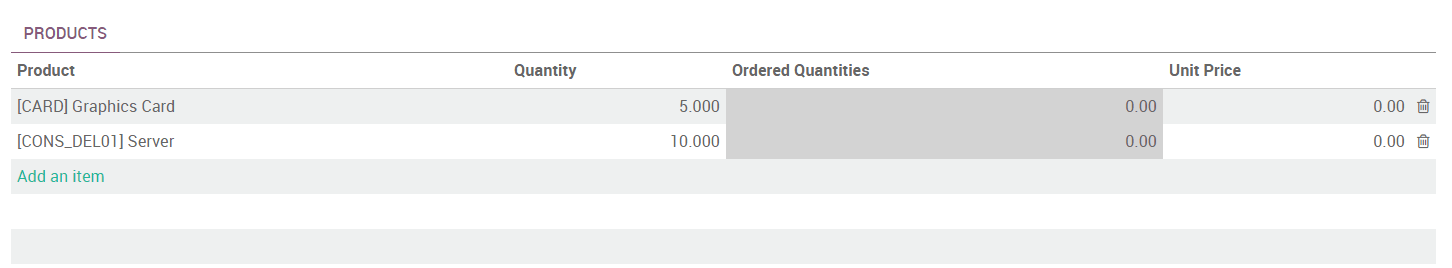 PRODUCTS
Product Quantity Ordered Quantities Unit Price
[CARD] Graphics Card 5.000 0.00 0.00
[CONS_DEL01] Server 10.000 0.00 0.00
Add an item